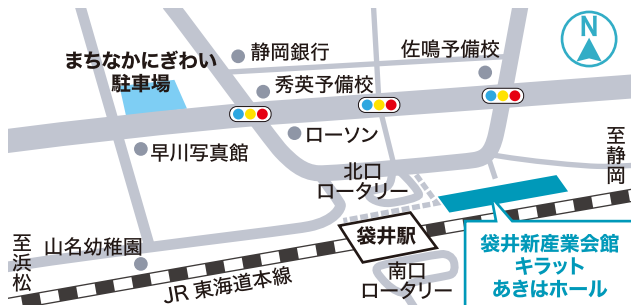 N
静岡銀行
佐鳴予備校
まちなかにぎわい
駐車場
秀英予備校
ローソン
早川写真館
至静岡
北口
ロータリー
山名幼稚園
袋井駅
至浜松
JR 東海道本線
南口
ロータリー
袋井新産業会館
キラット
あきはホール